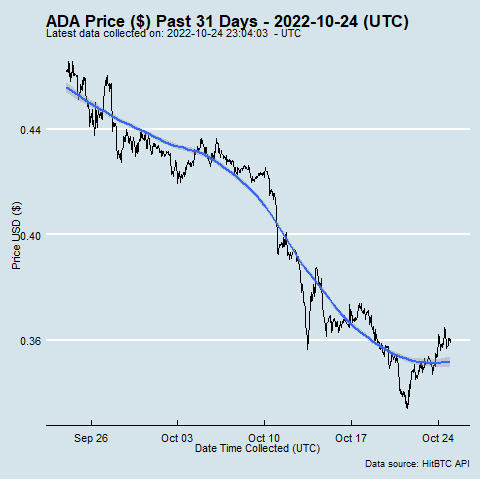 ADA Price ($) Past 31 Days - 2022-10-24 (UTC)
Latest data collected on: 2022-10-24 23:04:03 - UTC
0.44
0.40
0.36
Price USD ($)
Sep 26 Oct 03 Oct 10 Oct 17 Oct 24
Date Time Collected (UTC)
Data source: HitBTC API